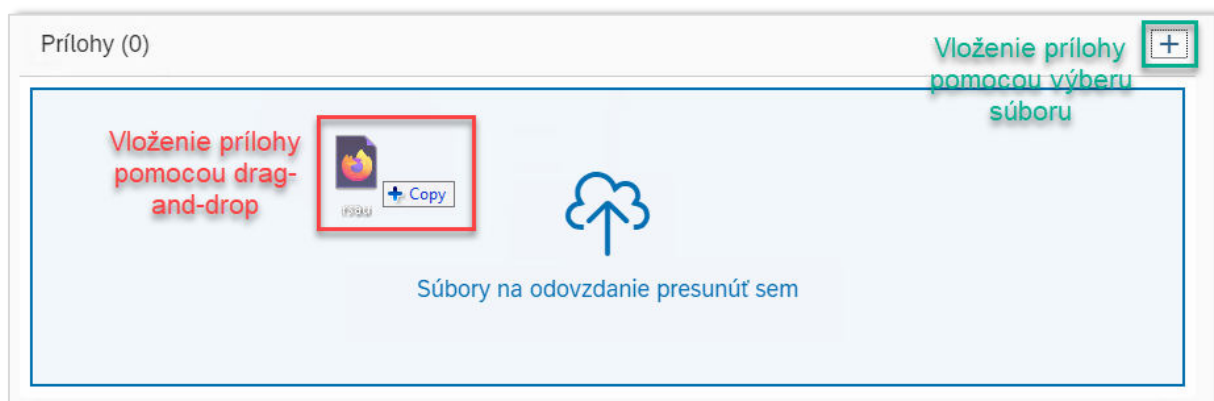 Prílohy (0)
Vloženie prílohy
pomocou výberu
súboru
+
Vloženie prílohy
pomocou drag-
and-drop
rsau
+ Copy
Súbory na odovzdanie presunúť sem